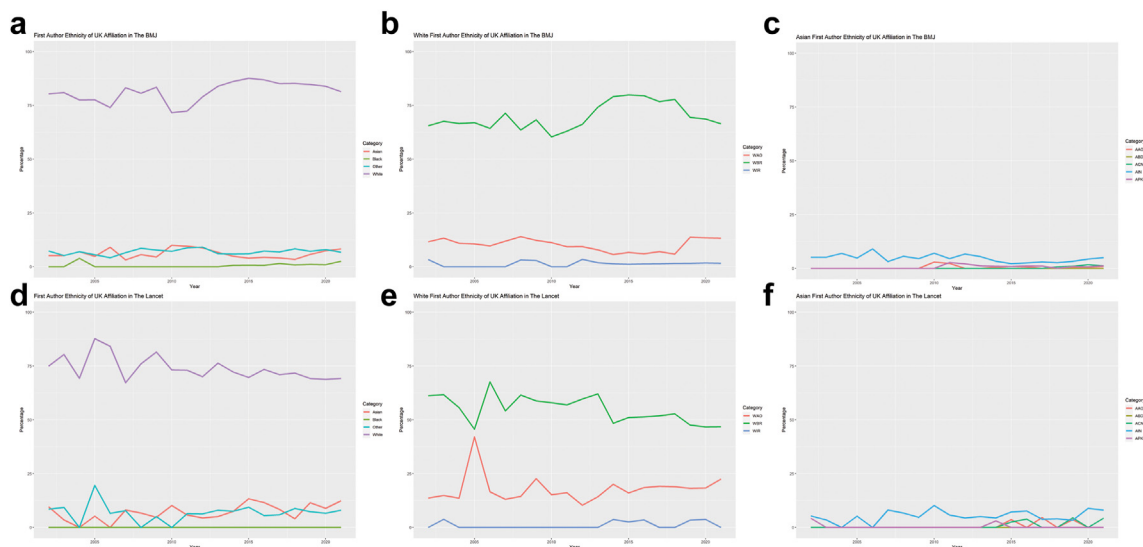 a
First Author Ethnicity of UK Affiliation in The BMJ
100
75
50
25
0
Percentage
2005
2010
2015
2020
Year
Category
Asian
Black
Other
White
b
White First Author Ethnicity of UK Affiliation in The BMJ
100
75
50
25
0
Percentage
2005
2010
2015
2020
Year
Category
WAO
WBR
WIR
c
Asian First Author Ethnicity of UK Affiliation in The BMJ
100
75
50
25
0
Percentage
2005
2010
2015
2020
Year
Category
AIN
d
First Author Ethnicity of UK Affiliation in The Lancet
100
75
50
25
0
Percentage
2005
2010
2015
2020
Year
Category
Asian
Black
Other
White
e
White First Author Ethnicity of UK Affiliation in The Lancet
100
75
50
25
0
Percentage
2005
2010
2015
2020
Year
Category
WAO
WBR
WIR
f
Asian First Author Ethnicity of UK Affiliation in The Lancet
100
75
50
25
0
Percentage
2005
2010
2015
2020
Year
Category
AIN